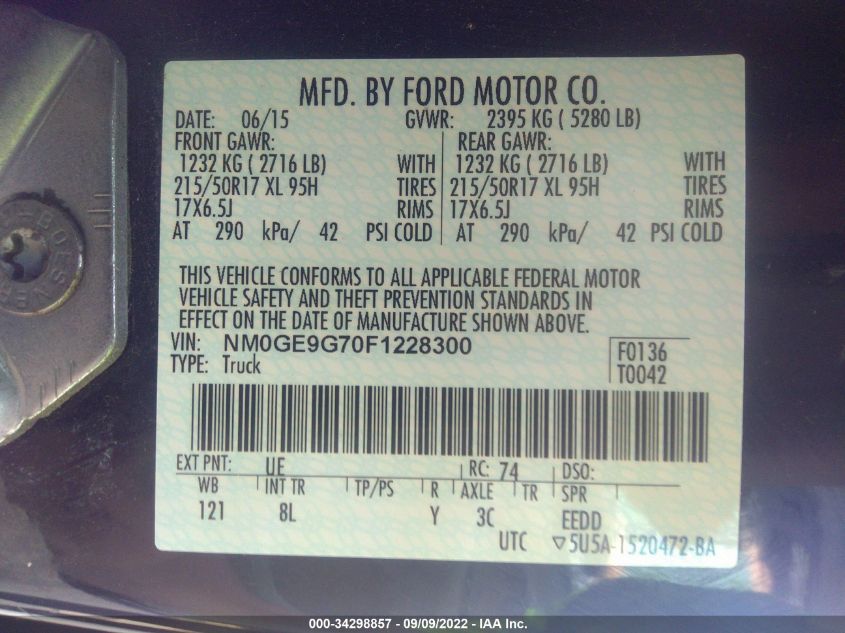 MFD. BY FORD MOTOR CO.
DATE: 06/15 GVWR: 2395 KG ( 5280 LB)
FRONT GAWR: REAR GAWR:
1232 KG ( 2716 LB) WITH 1232 KG ( 2716 LB) WITH
215/50R17 XL 95H TIRES 215/50R17 XL 95H TIRES
17X6.5J RIMS 17X6.5J RIMS
AT 290 kPa/ 42 PSI COLD AT 290 kPa/ 42 PSI COLD
THIS VEHICLE CONFORMS TO ALL APPLICABLE FEDERAL MOTOR
VEHICLE SAFETY AND THEFT PREVENTION STANDARDS IN
EFFECT ON THE DATE OF MANUFACTURE SHOWN ABOVE.
VIN: NM0GE9G70F1228300
F0136
TYPE: Truck
T0042
EXT PNT: UE RC: 74 DSO:
WB INT TR TP/PS R AXLE TR SPR
121 8L Y 3C EEDD
UTC ▽5U5A-1520472-BA
000-34298857 - 09/09/2022 - IAA Inc.